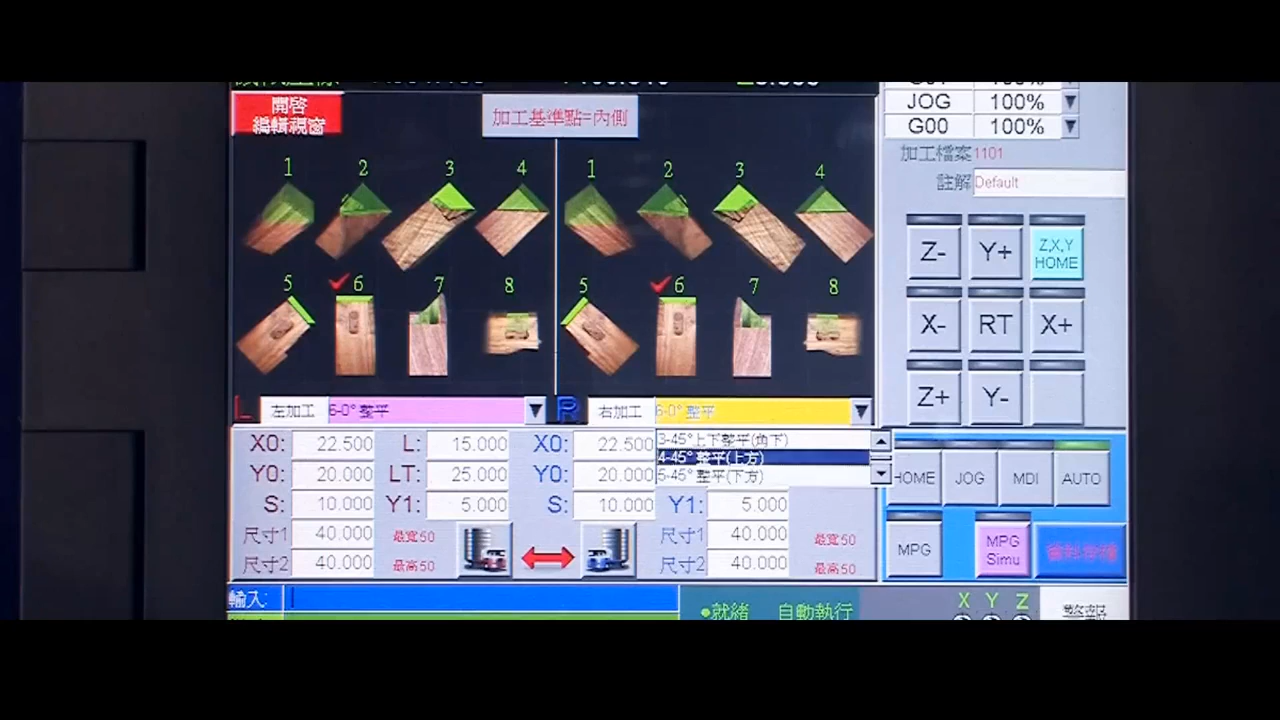 開啓
編輯視窗
加工基準點=內側
JOG 100%
G00 100%
加工檔案 1101
註解 Default
1 2 3 4 1 2 3 4
5 6 7 8 5 6 7 8
Z- Y+ Z,X,Y HOME
X- RT X+
Z+ Y-
L 左加工 6-0° 整平 R 右加工 6-0° 整平
3-45°上下整平(角下)
4-45° 整平(上方)
5-45° 整平(下方)
X0: 22.500 L: 15.000 X0: 22.500
Y0: 20.000 LT: 25.000 Y0: 20.000
S: 10.000 Y1: 5.000 S: 10.000 Y1: 5.000
尺寸1 40.000 最寬50 尺寸1 40.000 最寬50
尺寸2 40.000 最高50 尺寸2 40.000 最高50
HOME JOG MDI AUTO
MPG MPG Simu
輸入:
就緒 自動執行
X Y Z